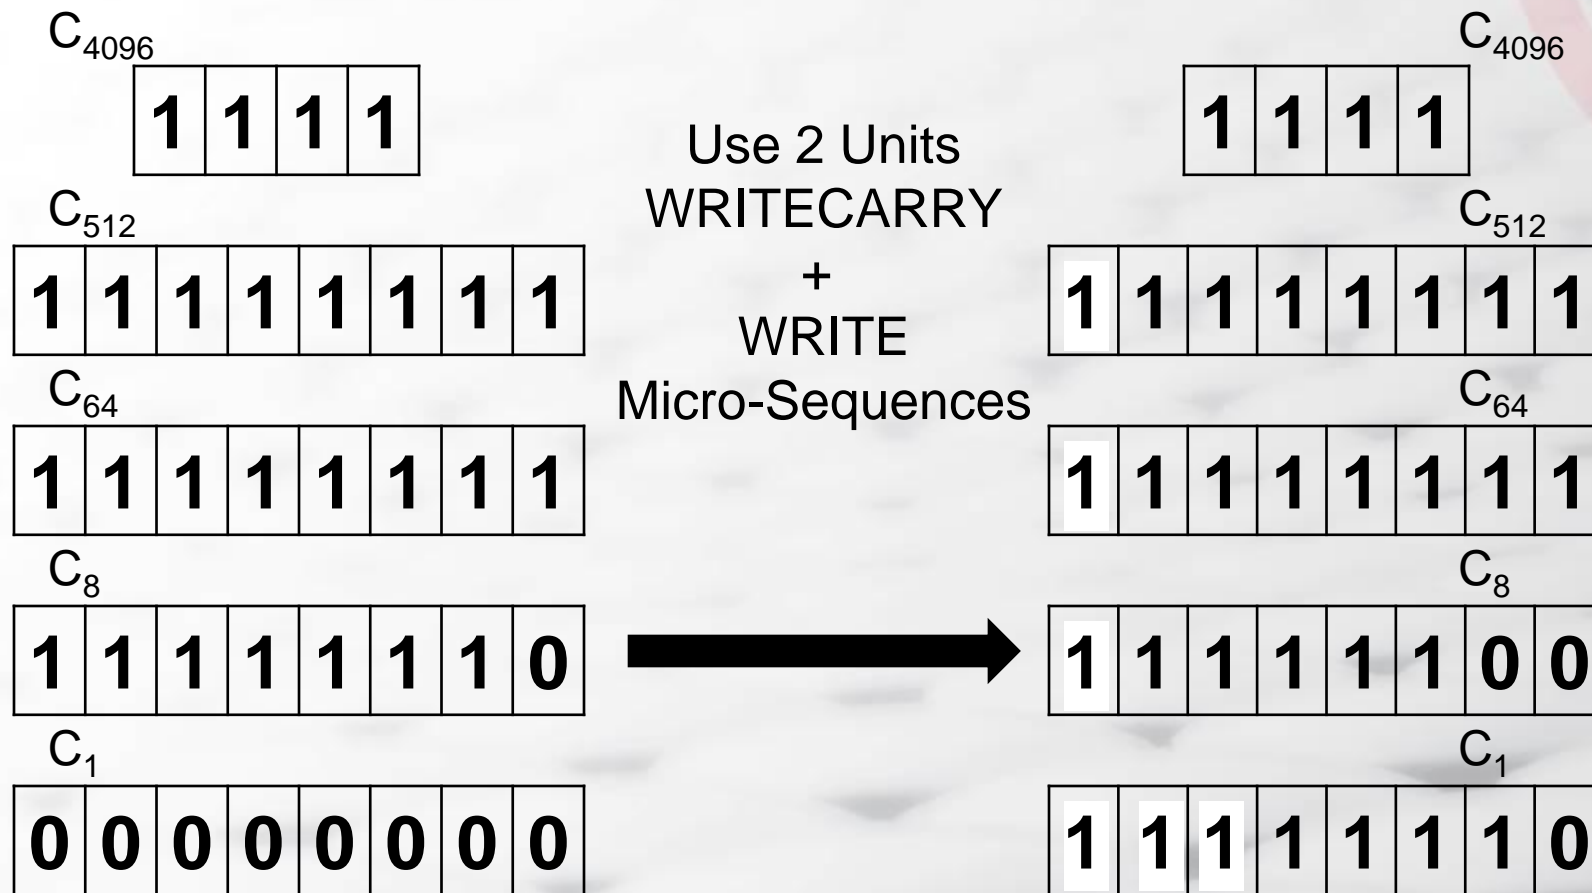 C4096
1 1 1 1
C512
1 1 1 1 1 1 1 1
C64
1 1 1 1 1 1 1 1
C8
1 1 1 1 1 1 1 0
C1
0 0 0 0 0 0 0 0
Use 2 Units
WRITECARRY
+
WRITE
Micro-Sequences
C4096
1 1 1 1
C512
1 1 1 1 1 1 1 1
C64
1 1 1 1 1 1 1 1
C8
1 1 1 1 1 1 0 0
C1
1 1 1 1 1 1 1 0